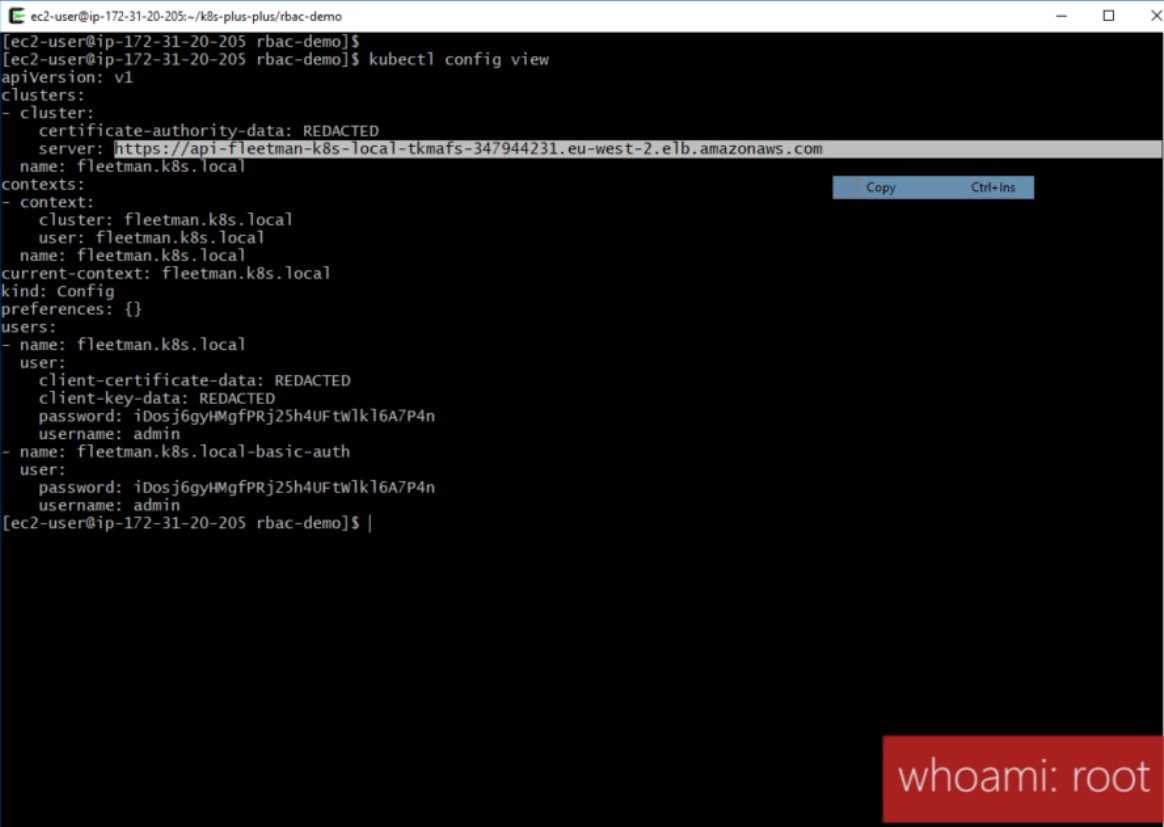 ec2-user@ip-172-31-20-205:~/k8s-plus-plus/rbac-demo
[ec2-user@ip-172-31-20-205 rbac-demo]$
[ec2-user@ip-172-31-20-205 rbac-demo]$ kubectl config view
apiVersion: v1
clusters:
- cluster:
    certificate-authority-data: REDACTED
    server: https://api-fleetman-k8s-local-tkmafs-347944231.eu-west-2.elb.amazonaws.com
  name: fleetman.k8s.local
contexts:
Copy Ctrl+Ins
- context:
    cluster: fleetman.k8s.local
    user: fleetman.k8s.local
  name: fleetman.k8s.local
current-context: fleetman.k8s.local
kind: Config
preferences: {}
users:
- name: fleetman.k8s.local
  user:
    client-certificate-data: REDACTED
    client-key-data: REDACTED
    password: iDosj6gyHMgfPRj25h4UFtWlkl6A7P4n
    username: admin
- name: fleetman.k8s.local-basic-auth
  user:
    password: iDosj6gyHMgfPRj25h4UFtWlkl6A7P4n
    username: admin
[ec2-user@ip-172-31-20-205 rbac-demo]$
whoami: root